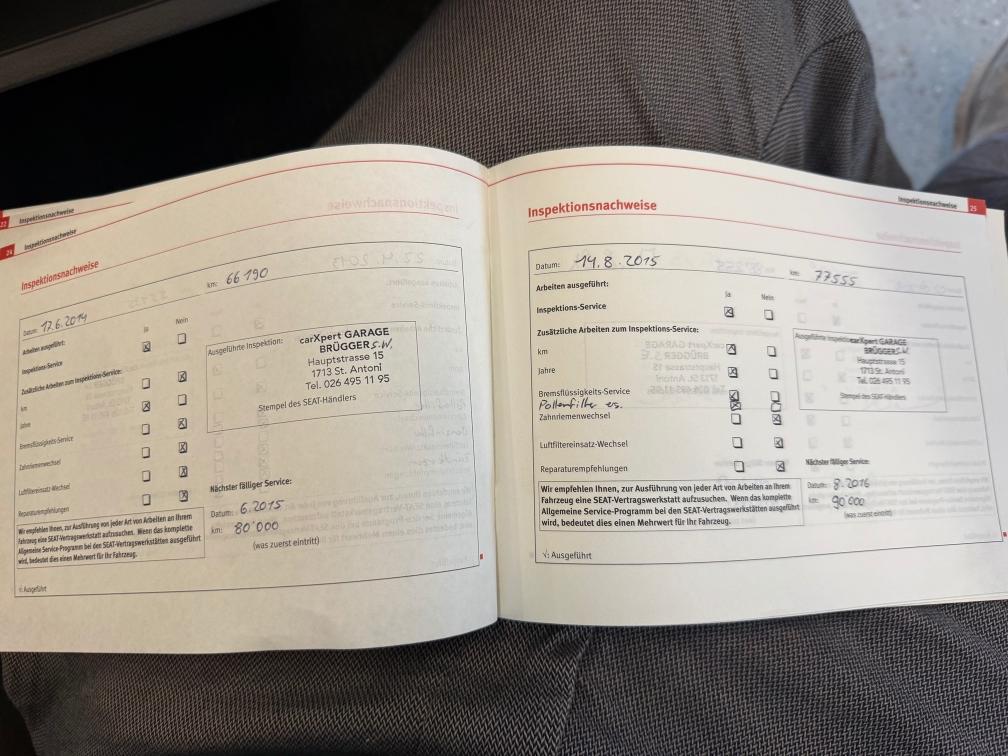 23 Inspektionsnachweise
24 Inspektionsnachweise
Inspektionsnachweise
Datum: 17.6.2014 km: 66190
Arbeiten ausgeführt: Ja Nein
Inspektions-Service
Zusätzliche Arbeiten zum Inspektions-Service:
km
Jahre
Bremsflüssigkeits-Service
Zahnriemenwechsel
Luftfiltereinsatz-Wechsel
Reparaturempfehlungen
Ausgeführte Inspektion:
carXpert GARAGE
BRÜGGER S.W.
Hauptstrasse 15
1713 St. Antoni
Tel. 026 495 11 95
Stempel des SEAT-Händlers
Nächster fälliger Service:
Datum: 6.2015
km: 80'000
(was zuerst eintritt)
Wir empfehlen Ihnen, zur Ausführung von jeder Art von Arbeiten an Ihrem
Fahrzeug eine SEAT-Vertragswerkstatt aufzusuchen. Wenn das komplette
Allgemeine Service-Programm bei den SEAT-Vertragswerkstätten ausgeführt
wird, bedeutet dies einen Mehrwert für Ihr Fahrzeug.
√: Ausgeführt
Inspektionsnachweise 25
Inspektionsnachweise
Datum: 14.8.2015 km: 77555
Arbeiten ausgeführt:
Ja Nein
Inspektions-Service
Zusätzliche Arbeiten zum Inspektions-Service:
km
Jahre
Bremsflüssigkeits-Service
Pollenfilter ers.
Zahnriemenwechsel
Luftfiltereinsatz-Wechsel
Reparaturempfehlungen
Ausgeführte Inspektion:
carXpert GARAGE
BRÜGGER S.W.
Hauptstrasse 15
1713 St. Antoni
Tel. 026 495 11 95
Stempel des SEAT-Händlers
Nächster fälliger Service:
Datum: 8.2016
km: 90'000
(was zuerst eintritt)
Wir empfehlen Ihnen, zur Ausführung von jeder Art von Arbeiten an Ihrem
Fahrzeug eine SEAT-Vertragswerkstatt aufzusuchen. Wenn das komplette
Allgemeine Service-Programm bei den SEAT-Vertragswerkstätten ausgeführt
wird, bedeutet dies einen Mehrwert für Ihr Fahrzeug.
√: Ausgeführt